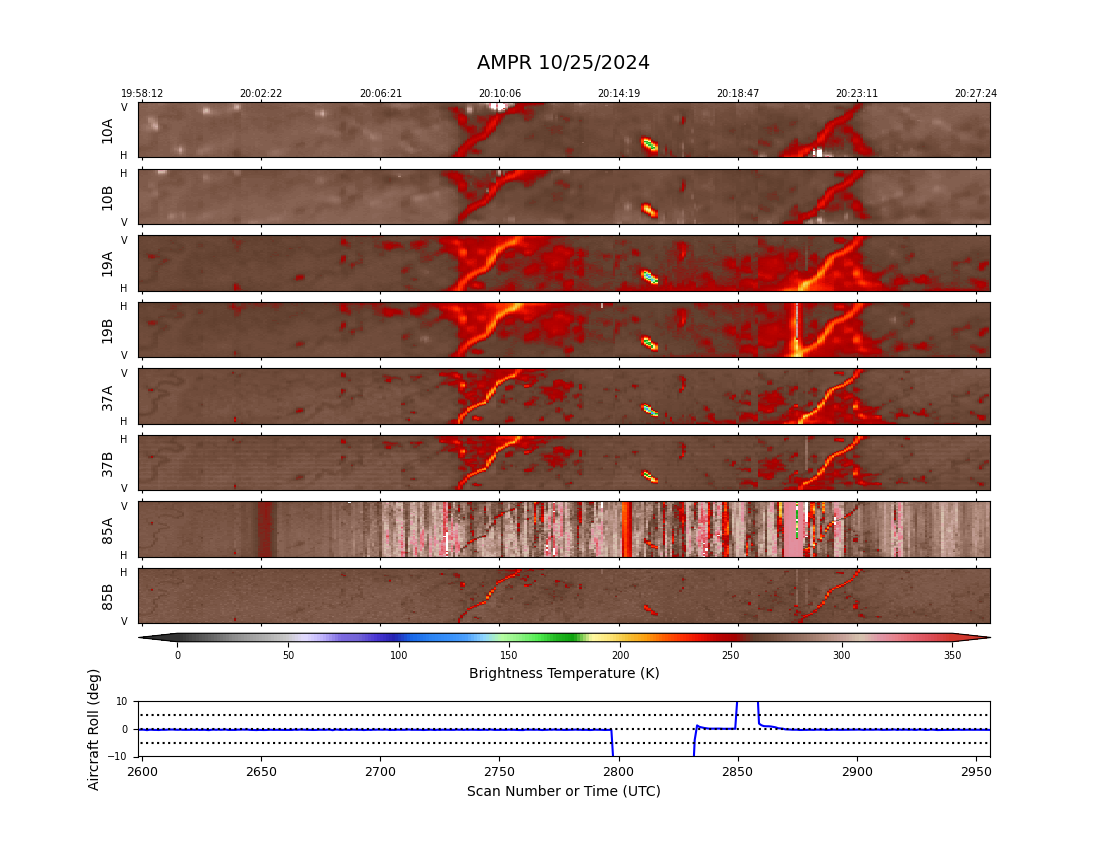 AMPR 10/25/2024
19:58:12 20:02:22 20:06:21 20:10:06 20:14:19 20:18:47 20:23:11 20:27:24
V
10A
H
H
10B
V
V
19A
H
H
19B
V
V
37A
H
H
37B
V
V
85A
H
H
85B
V
0 50 100 150 200 250 300 350
Brightness Temperature (K)
Aircraft Roll (deg)
10
0
−10
2600 2650 2700 2750 2800 2850 2900 2950
Scan Number or Time (UTC)